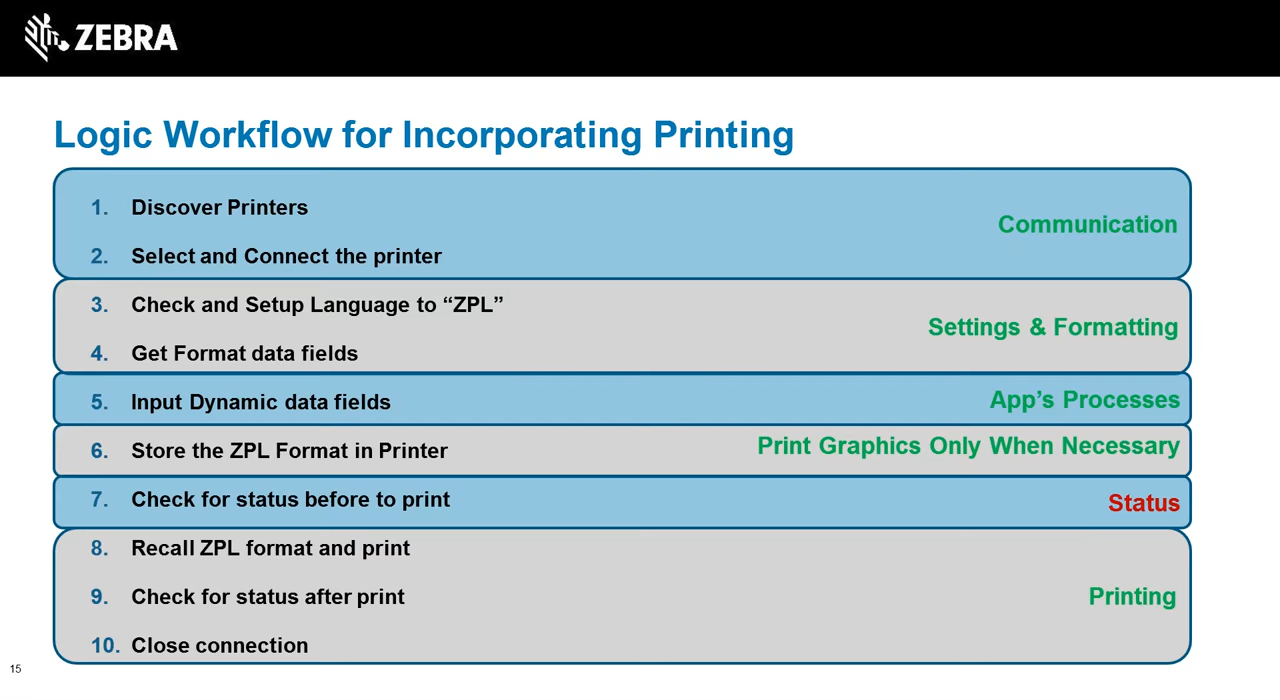 ZEBRA
Logic Workflow for Incorporating Printing
1. Discover Printers
2. Select and Connect the printer
Communication
3. Check and Setup Language to “ZPL”
4. Get Format data fields
Settings & Formatting
5. Input Dynamic data fields
App’s Processes
6. Store the ZPL Format in Printer
Print Graphics Only When Necessary
7. Check for status before to print
Status
8. Recall ZPL format and print
9. Check for status after print
10. Close connection
Printing
15